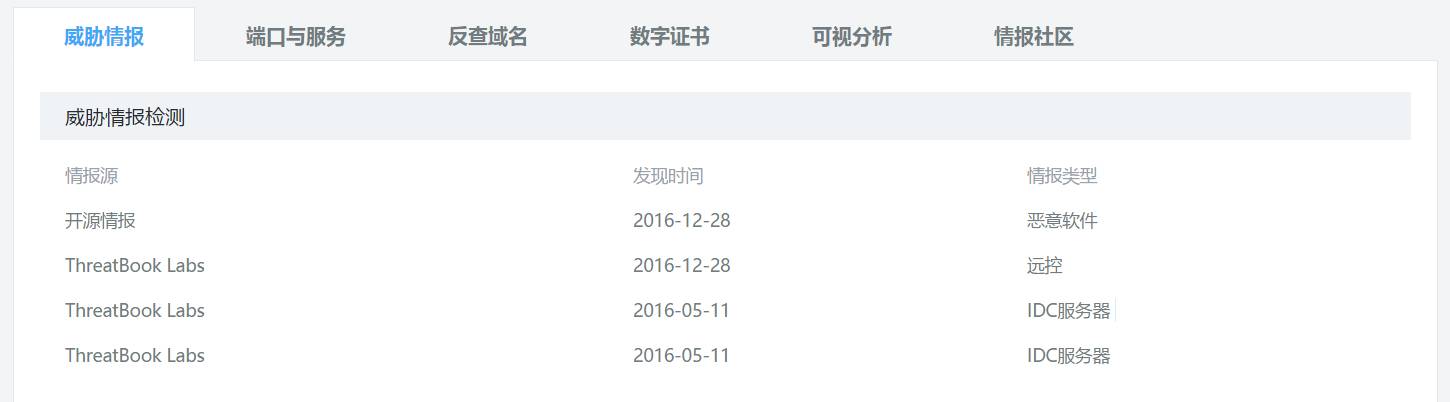 威胁情报 端口与服务 反查域名 数字证书 可视分析 情报社区
威胁情报检测
情报源 发现时间 情报类型
开源情报 2016-12-28 恶意软件
ThreatBook Labs 2016-12-28 远控
ThreatBook Labs 2016-05-11 IDC服务器
ThreatBook Labs 2016-05-11 IDC服务器